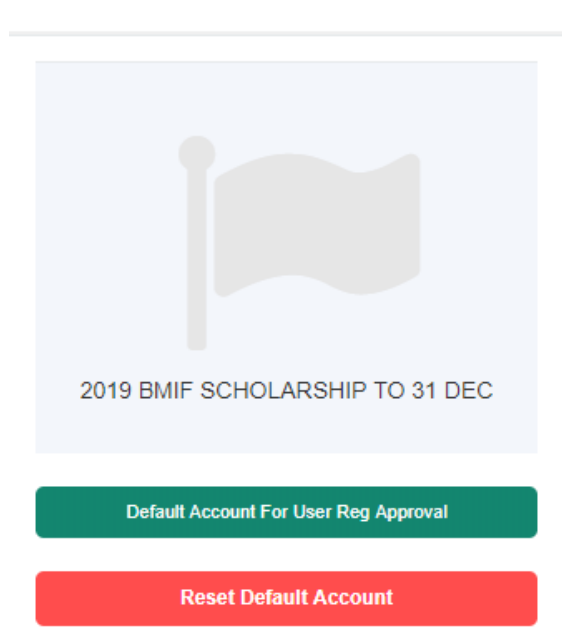 2019 BMIF SCHOLARSHIP TO 31 DEC
Default Account For User Reg Approval
Reset Default Account